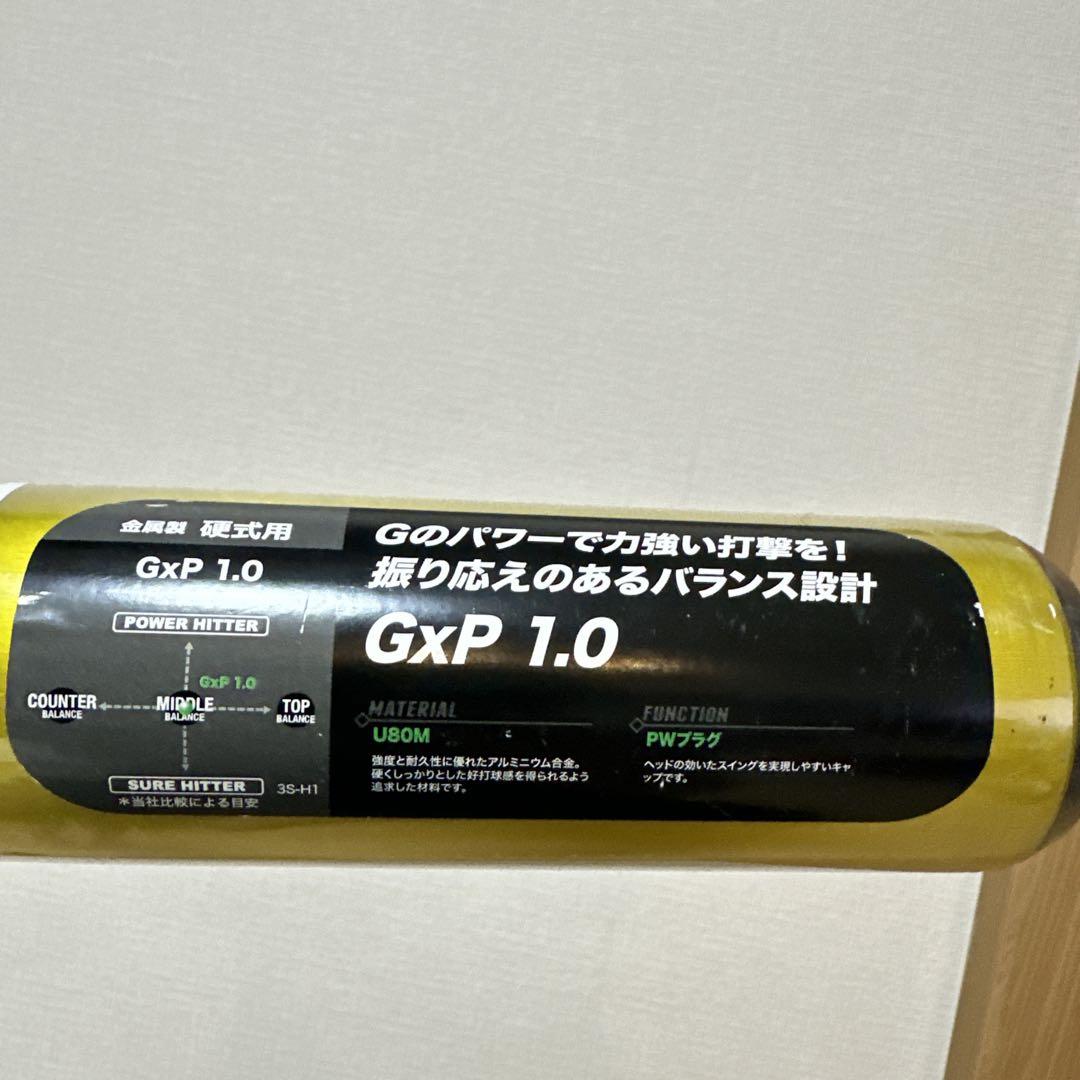 金属製 硬式用
GxP 1.0
POWER HITTER
GxP 1.0
COUNTER
BALANCE
MIDDLE
BALANCE
TOP
BALANCE
SURE HITTER
3S-H1
＊当社比較による目安
Gのパワーで力強い打撃を!
振り応えのあるバランス設計
GxP 1.0
MATERIAL
U80M
強度と耐久性に優れたアルミニウム合金。
硬くしっかりとした好打球感を得られるよう
追求した材料です。
FUNCTION
PWプラグ
ヘッドの効いたスイングを実現しやすいキャ
ップです。